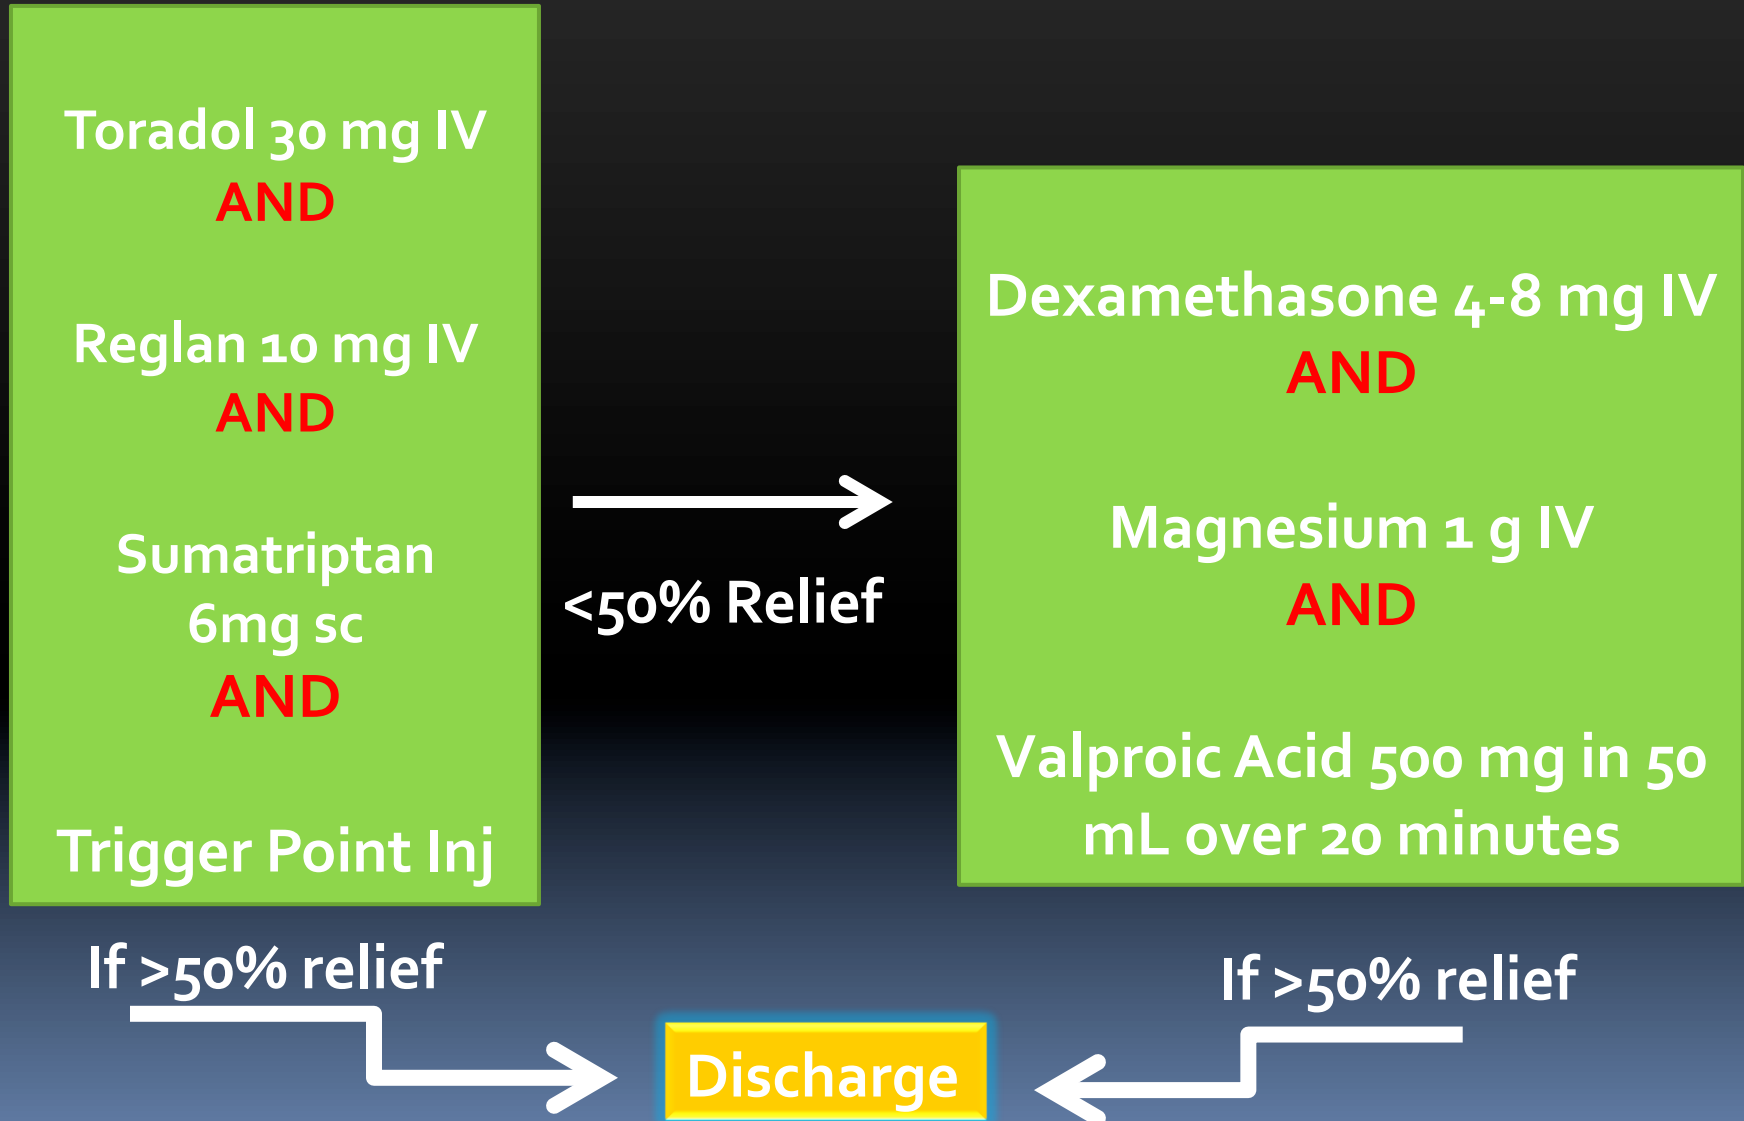 Toradol 30 mg IV
AND
Reglan 10 mg IV
AND
Sumatriptan
6mg sc
AND
Trigger Point Inj
<50% Relief
Dexamethasone 4-8 mg IV
AND
Magnesium 1 g IV
AND
Valproic Acid 500 mg in 50
mL over 20 minutes
If >50% relief
If >50% relief
Discharge